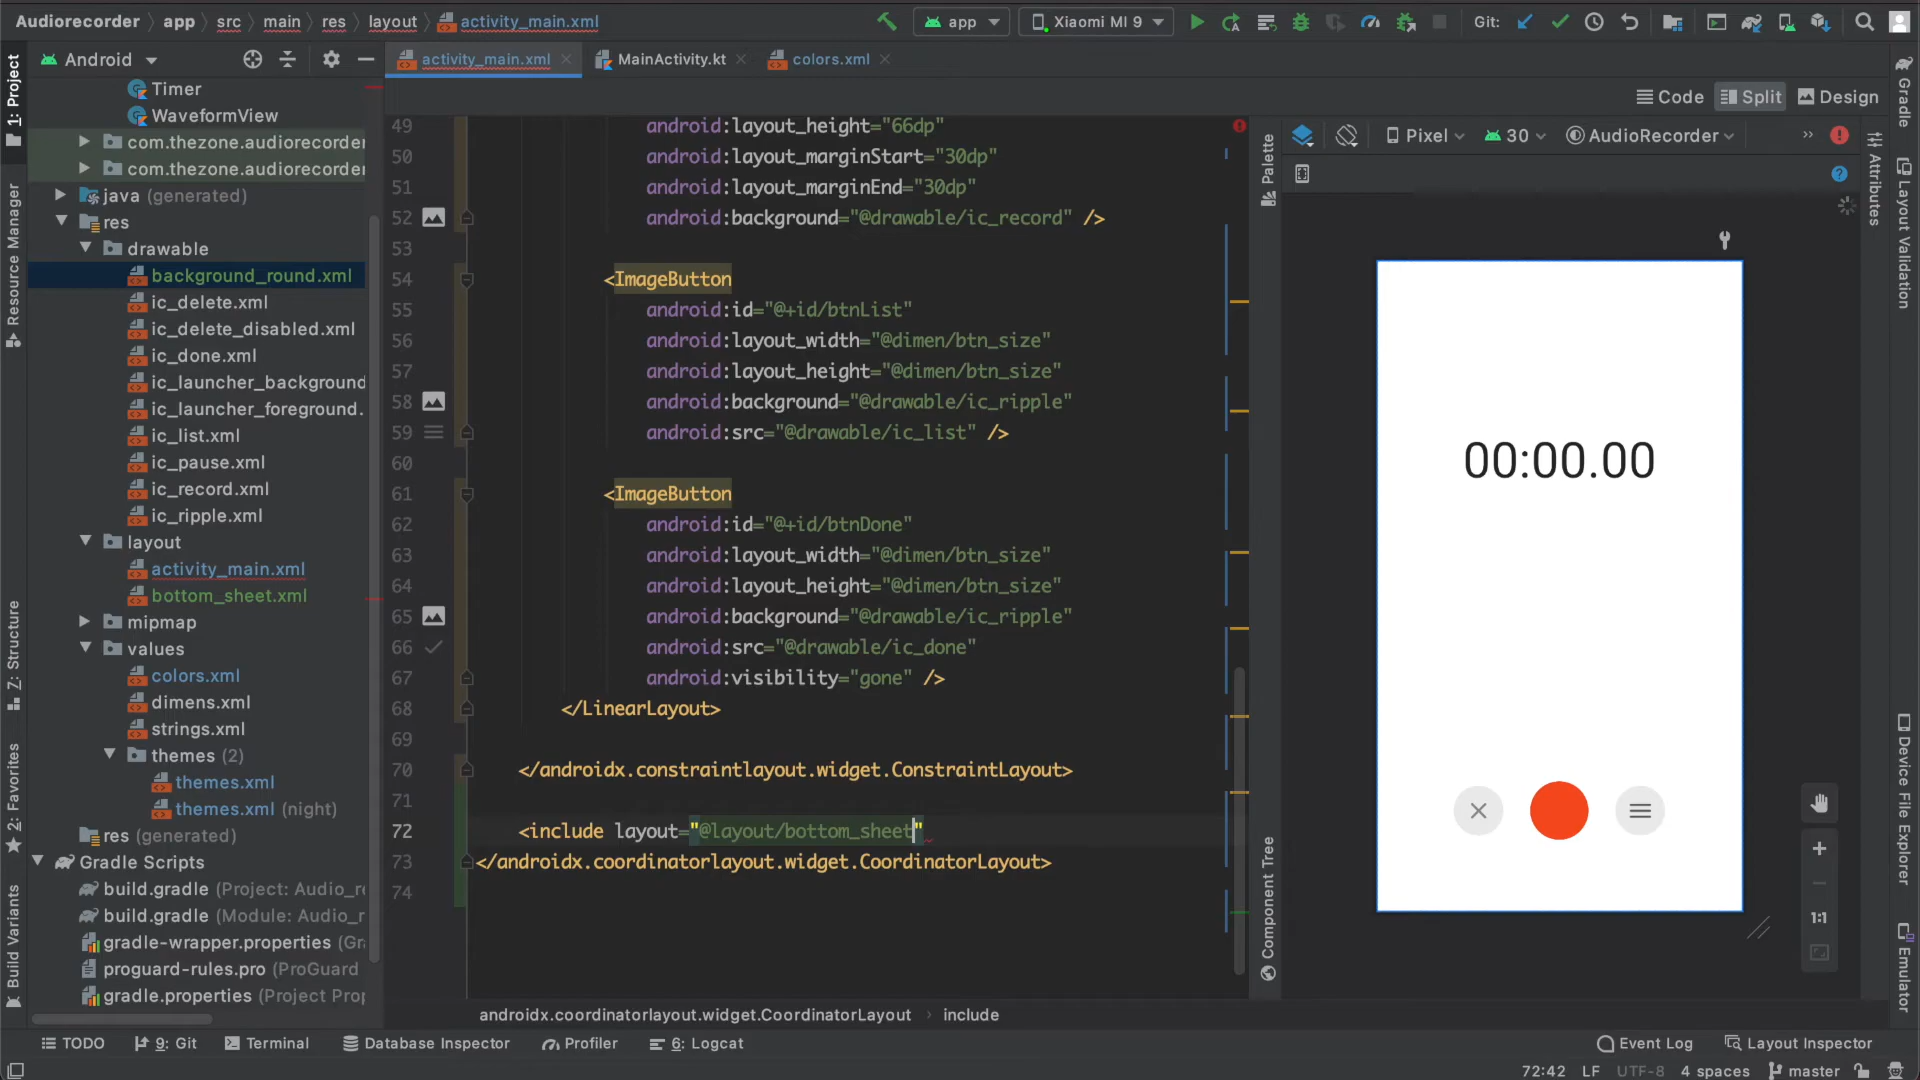 Audiorecorder › app › src › main › res › layout › activity_main.xml
app
Xiaomi MI 9
Git:
1: Project
Resource Manager
Z: Structure
2: Favorites
Build Variants
Android
Timer
WaveformView
com.thezone.audiorecorder
com.thezone.audiorecorder
java (generated)
res
drawable
background_round.xml
ic_delete.xml
ic_delete_disabled.xml
ic_done.xml
ic_launcher_background
ic_launcher_foreground.
ic_list.xml
ic_pause.xml
ic_record.xml
ic_ripple.xml
layout
activity_main.xml
bottom_sheet.xml
mipmap
values
colors.xml
dimens.xml
strings.xml
themes (2)
themes.xml
themes.xml (night)
res (generated)
Gradle Scripts
build.gradle (Project: Audio_r
build.gradle (Module: Audio_r
gradle-wrapper.properties (Gr
proguard-rules.pro (ProGuard
gradle.properties (Project Prop
activity_main.xml
MainActivity.kt
colors.xml
Code
Split
Design
49 android:layout_height="66dp"
50 android:layout_marginStart="30dp"
51 android:layout_marginEnd="30dp"
52 android:background="@drawable/ic_record" />
53
54 <ImageButton
55 android:id="@+id/btnList"
56 android:layout_width="@dimen/btn_size"
57 android:layout_height="@dimen/btn_size"
58 android:background="@drawable/ic_ripple"
59 android:src="@drawable/ic_list" />
60
61 <ImageButton
62 android:id="@+id/btnDone"
63 android:layout_width="@dimen/btn_size"
64 android:layout_height="@dimen/btn_size"
65 android:background="@drawable/ic_ripple"
66 android:src="@drawable/ic_done"
67 android:visibility="gone" />
68 </LinearLayout>
69
70 </androidx.constraintlayout.widget.ConstraintLayout>
71
72 <include layout="@layout/bottom_sheet"
73 </androidx.coordinatorlayout.widget.CoordinatorLayout>
74
androidx.coordinatorlayout.widget.CoordinatorLayout › include
Palette
Component Tree
Pixel
30
AudioRecorder
»
00:00.00
1:1
Attributes
Gradle
Layout Validation
Device File Explorer
Emulator
TODO
9: Git
Terminal
Database Inspector
Profiler
6: Logcat
Event Log
Layout Inspector
72:42 LF UTF-8 4 spaces master